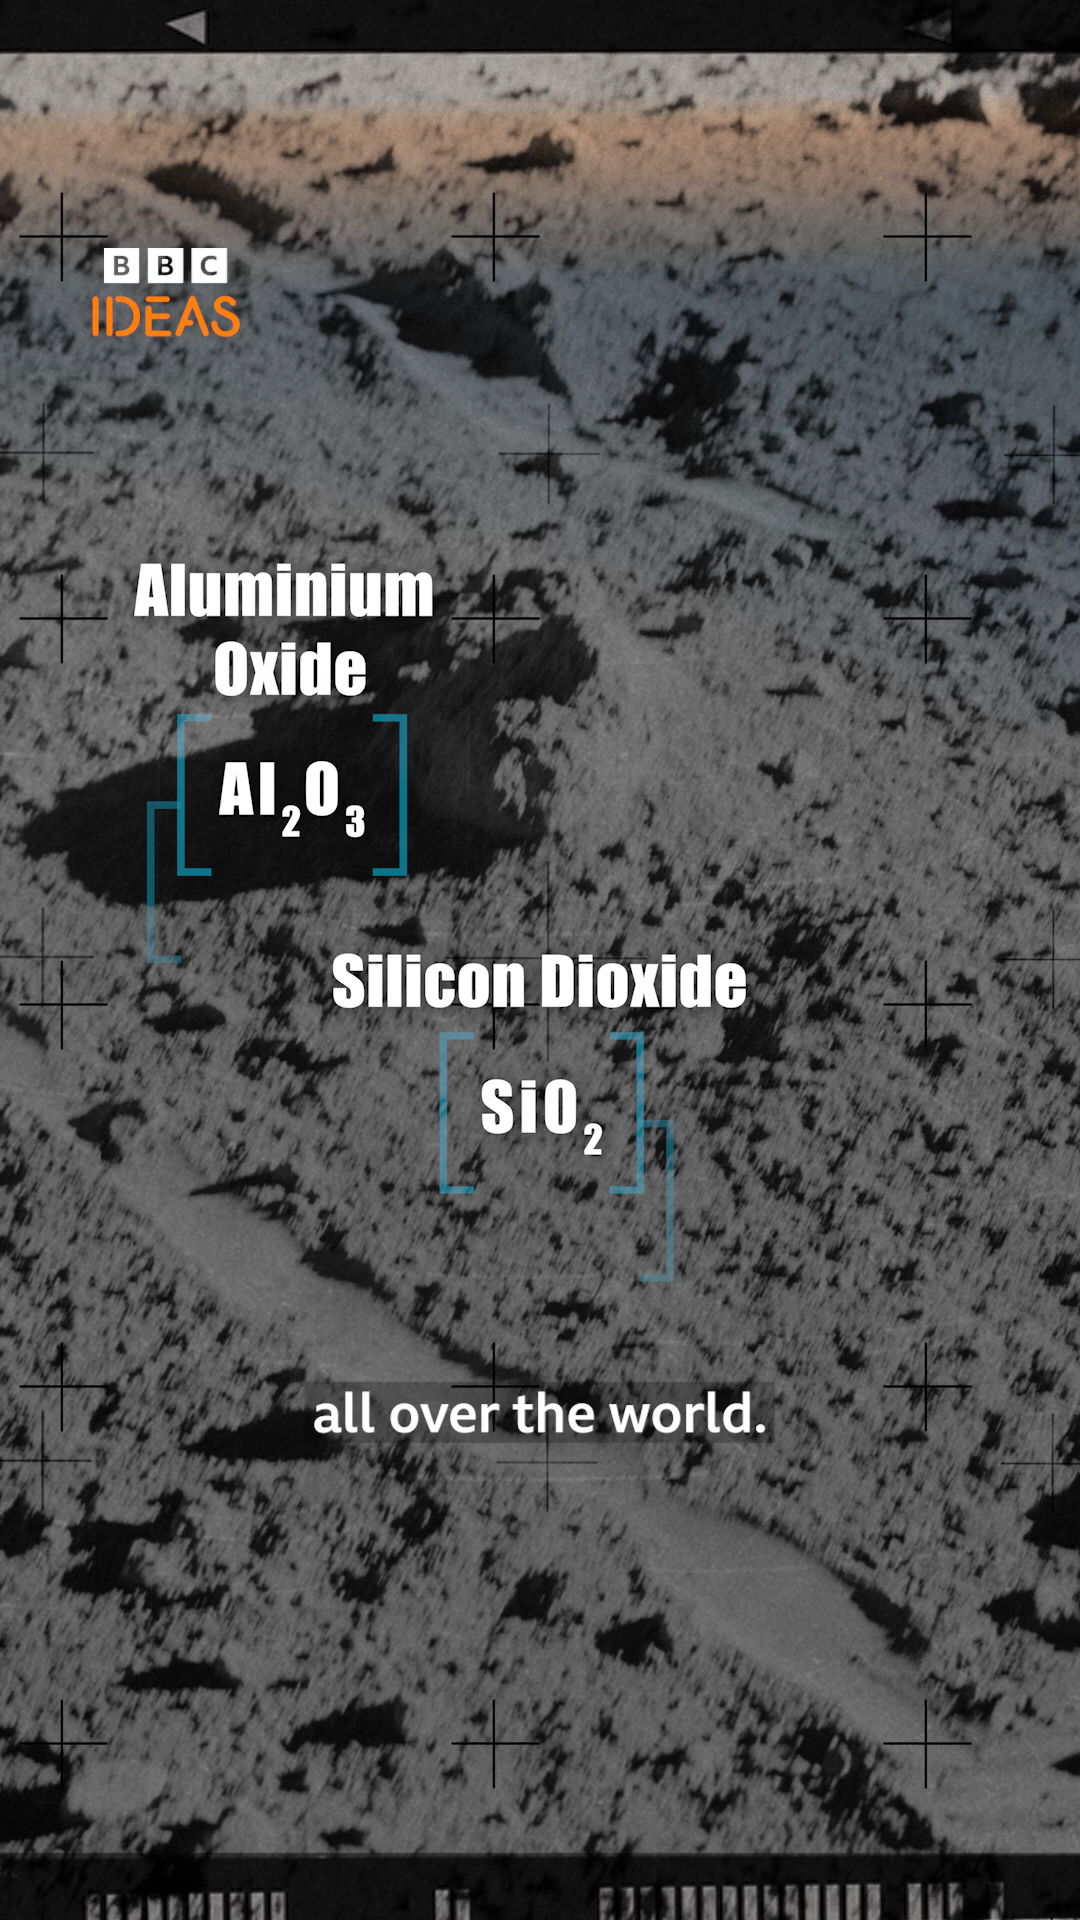 BBC
IDEAS
Aluminium
Oxide
Al₂O₃
Silicon Dioxide
SiO₂
all over the world.